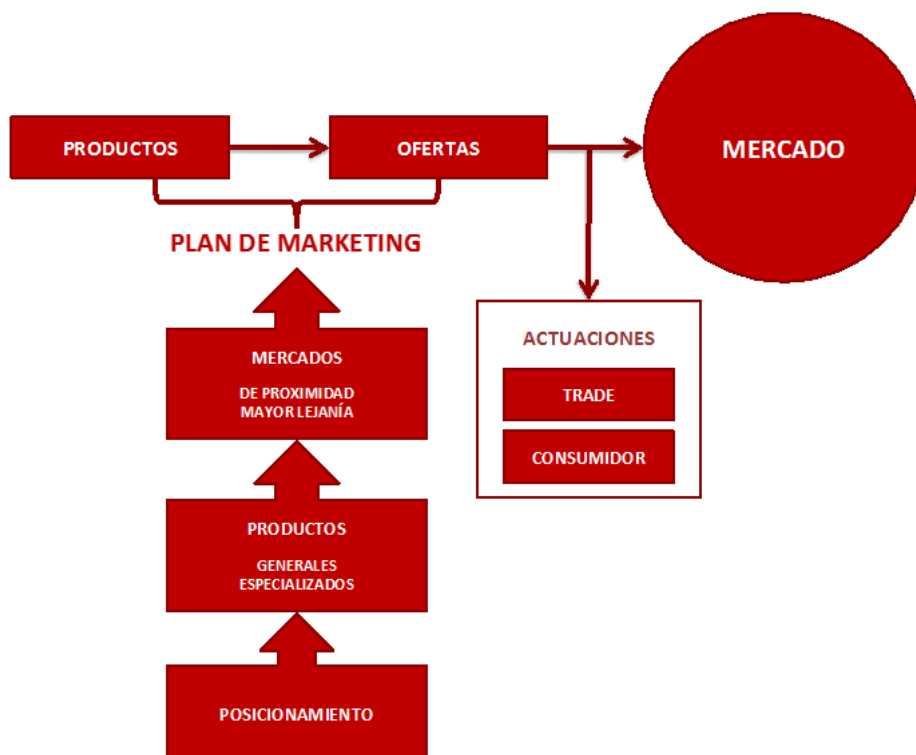 PRODUCTOS
OFERTAS
MERCADO
PLAN DE MARKETING
MERCADOS
DE PROXIMIDAD
MAYOR LEJANÍA
ACTUACIONES
TRADE
CONSUMIDOR
PRODUCTOS
GENERALES
ESPECIALIZADOS
POSICIONAMIENTO